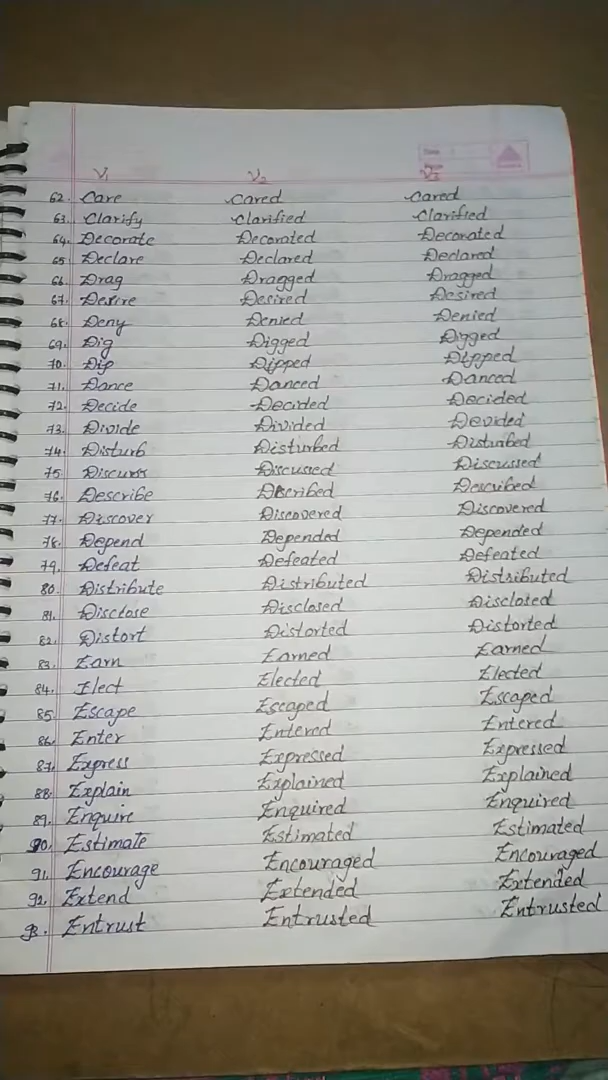 V1 V2 V3
62. Care Cared Cared
63. Clarify Clarified Clarified
64. Decorate Decorated Decorated
65. Declare Declared Declared
66. Drag Dragged Dragged
67. Desire Desired Desired
68. Deny Denied Denied
69. Dig Digged Digged
70. Dip Dipped Dipped
71. Dance Danced Danced
72. Decide Decided Decided
73. Divide Divided Devided
74. Disturb Disturbed Disturbed
75. Discuss Discussed Discussed
76. Describe Discribed Described
77. Discover Discovered Discovered
78. Depend Depended Depended
79. Defeat Defeated Defeated
80. Distribute Distributed Distributed
81. Disclose Disclosed Disclosed
82. Distort Distorted Distorted
83. Earn Earned Earned
84. Elect Elected Elected
85. Escape Escaped Escaped
86. Enter Entered Entered
87. Express Expressed Expressed
88. Explain Explained Explained
89. Enquire Enquired Enquired
90. Estimate Estimated Estimated
91. Encourage Encouraged Encouraged
92. Extend Extended Extended
93. Entrust Entrusted Entrusted